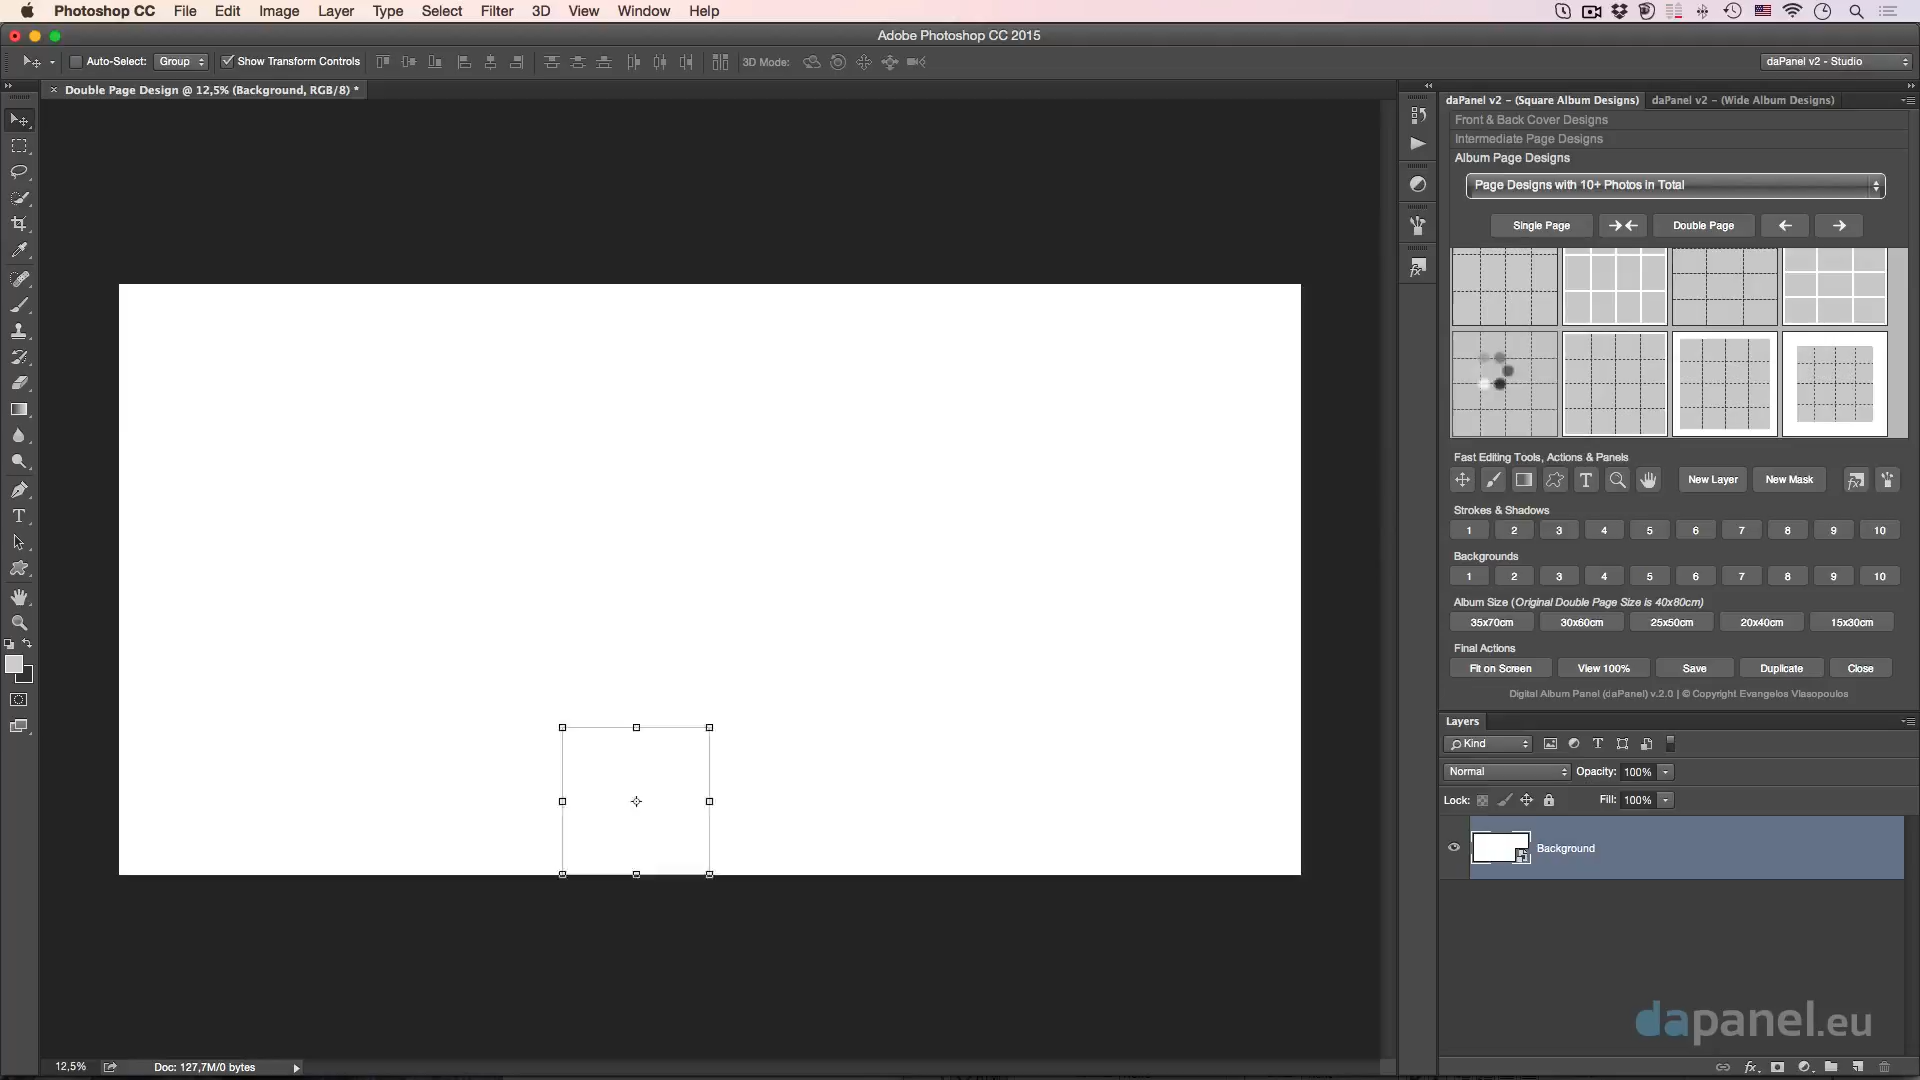 Photoshop CC File Edit Image Layer Type Select Filter 3D View Window Help
Adobe Photoshop CC 2015
Auto-Select: Group Show Transform Controls 3D Mode: daPanel v2 - Studio
Double Page Design @ 12,5% (Background, RGB/8) *
daPanel v2 – (Square Album Designs) daPanel v2 – (Wide Album Designs)
Front & Back Cover Designs
Intermediate Page Designs
Album Page Designs
Page Designs with 10+ Photos in Total
Single Page Double Page
Fast Editing Tools, Actions & Panels
T New Layer New Mask fx
Strokes & Shadows
1 2 3 4 5 6 7 8 9 10
Backgrounds
1 2 3 4 5 6 7 8 9 10
Album Size (Original Double Page Size is 40x80cm)
35x70cm 30x60cm 25x50cm 20x40cm 15x30cm
Final Actions
Fit on Screen View 100% Save Duplicate Close
Digital Album Panel (daPanel) v.2.0 | © Copyright Evangelos Vlasopoulos
Layers
Kind T
Normal Opacity: 100%
Lock: Fill: 100%
Background
dapanel.eu
12,5% Doc: 127,7M/0 bytes fx